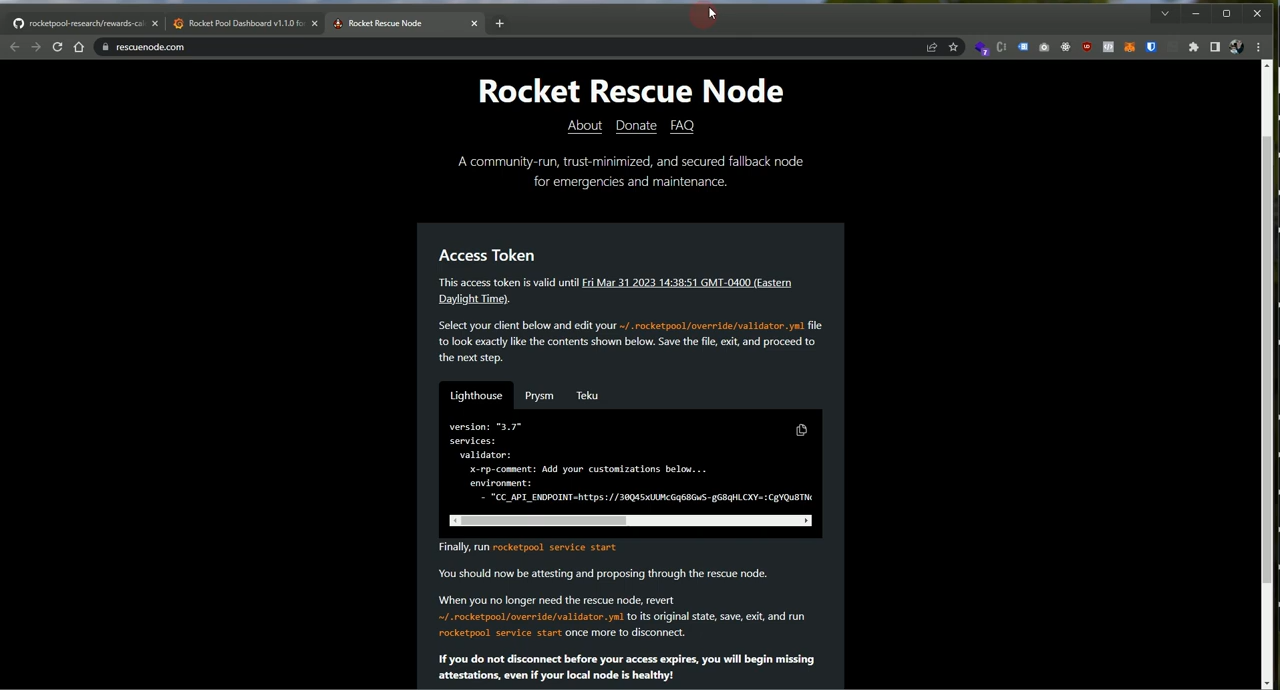 rocketpool-research/rewards-cal
Rocket Pool Dashboard v1.1.0 fo
Rocket Rescue Node
rescuenode.com
7
Rocket Rescue Node
About Donate FAQ
A community-run, trust-minimized, and secured fallback node
for emergencies and maintenance.
Access Token
This access token is valid until Fri Mar 31 2023 14:38:51 GMT-0400 (Eastern
Daylight Time).
Select your client below and edit your ~/.rocketpool/override/validator.yml file
to look exactly like the contents shown below. Save the file, exit, and proceed to
the next step.
Lighthouse Prysm Teku
version: "3.7"
services:
validator:
x-rp-comment: Add your customizations below...
environment:
- "CC_API_ENDPOINT=https://30Q45xUUMcGq68GwS-gG8qHLCXY=:CgYQu8TN
Finally, run rocketpool service start
You should now be attesting and proposing through the rescue node.
When you no longer need the rescue node, revert
~/.rocketpool/override/validator.yml to its original state, save, exit, and run
rocketpool service start once more to disconnect.
If you do not disconnect before your access expires, you will begin missing
attestations, even if your local node is healthy!